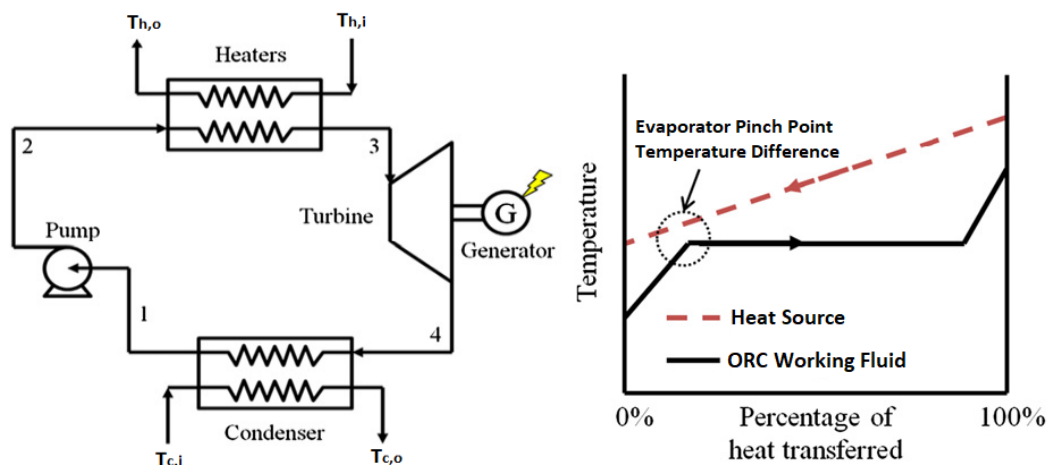 Th,o
Th,i
Heaters
2
3
Turbine
G
Generator
Pump
1
4
Condenser
Tc,i
Tc,o
Evaporator Pinch Point
Temperature Difference
Temperature
Heat Source
ORC Working Fluid
0%
Percentage of
heat transferred
100%